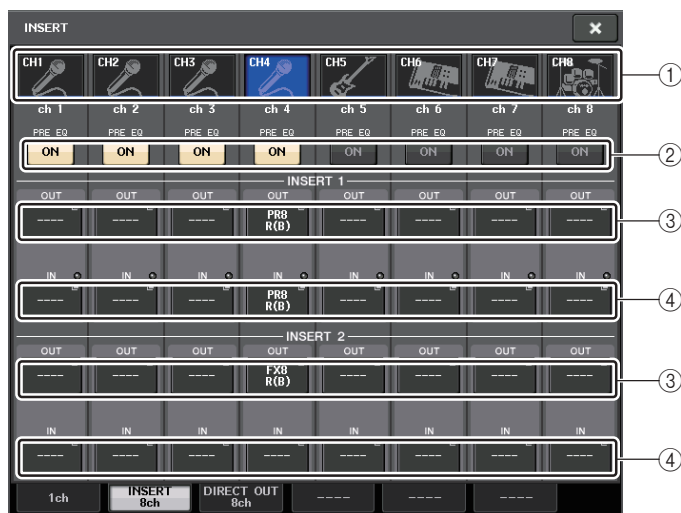 INSERT ×
CH1 CH2 CH3 CH4 CH5 CH6 CH7 CH8 ①
ch 1 ch 2 ch 3 ch 4 ch 5 ch 6 ch 7 ch 8
PRE EQ PRE EQ PRE EQ PRE EQ PRE EQ PRE EQ PRE EQ PRE EQ
ON ON ON ON ON ON ON ON ②
INSERT 1
OUT OUT OUT OUT OUT OUT OUT OUT
---- ---- ---- PR8 ---- ---- ---- ---- ③
R(B)
IN IN IN IN IN IN IN IN
---- ---- ---- PR8 ---- ---- ---- ---- ④
R(B)
INSERT 2
OUT OUT OUT OUT OUT OUT OUT OUT
---- ---- ---- FX8 ---- ---- ---- ---- ③
R(B)
IN IN IN IN IN IN IN IN
---- ---- ---- ---- ---- ---- ---- ---- ④
1ch INSERT DIRECT OUT ---- ---- ----
8ch 8ch